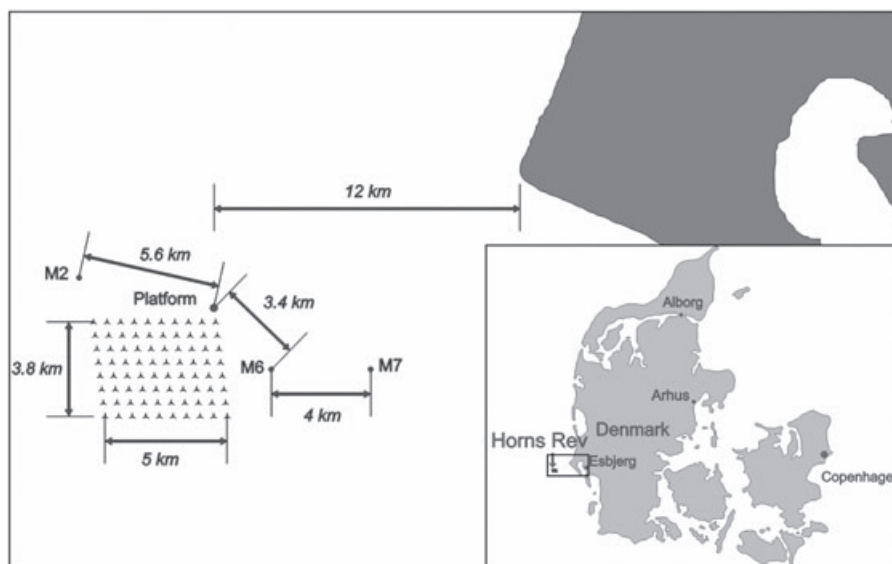 12 km
5.6 km
M2
Platform
3.4 km
3.8 km
M6
M7
4 km
5 km
Alborg
Arhus
Horns Rev
Denmark
Esbjerg
Copenhage